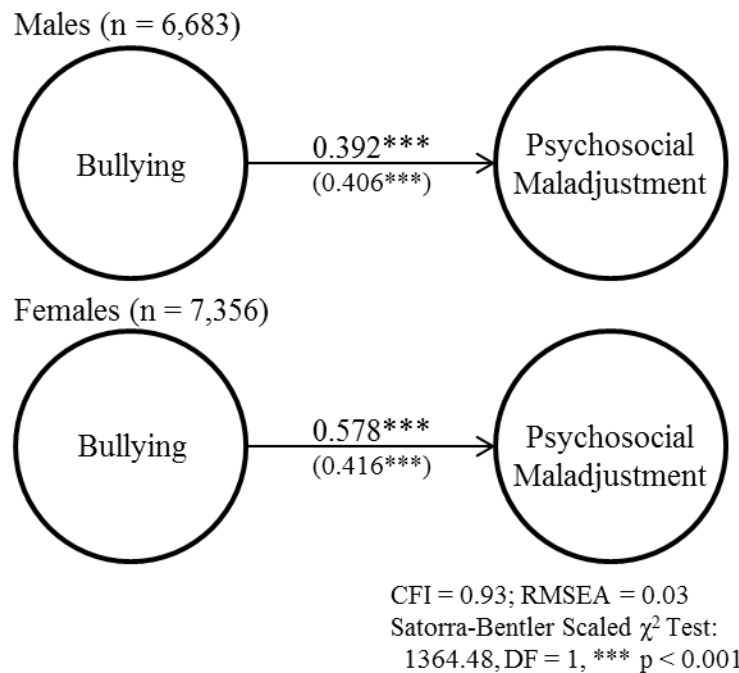 Males (n = 6,683)
Bullying
0.392***
(0.406***)
Psychosocial
Maladjustment
Females (n = 7,356)
Bullying
0.578***
(0.416***)
Psychosocial
Maladjustment
CFI = 0.93; RMSEA = 0.03
Satorra-Bentler Scaled χ² Test:
1364.48, DF = 1, *** p < 0.001